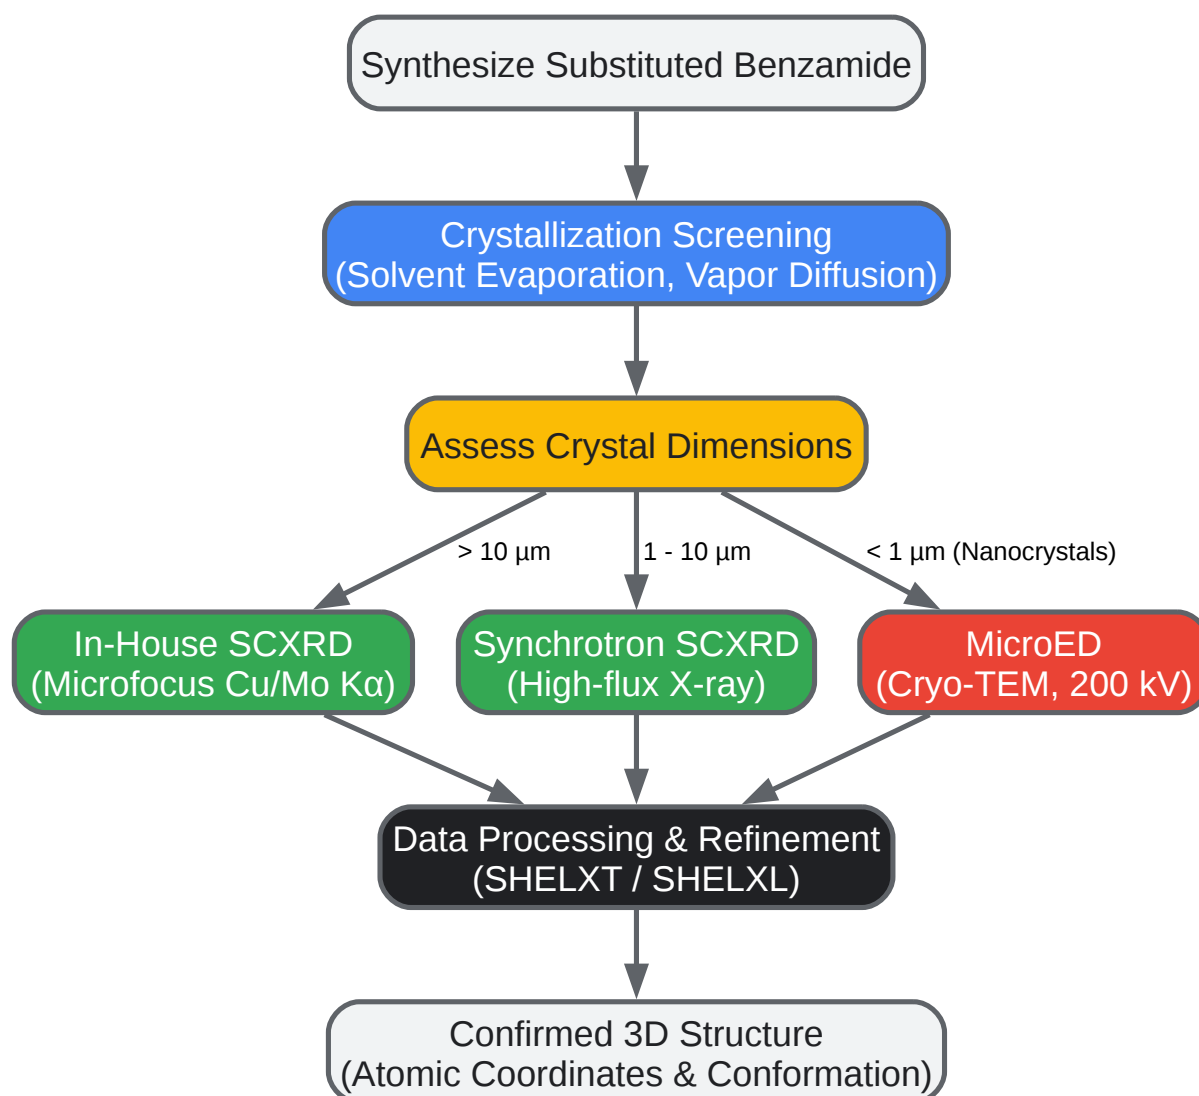 Synthesize Substituted Benzamide
Crystallization Screening
(Solvent Evaporation, Vapor Diffusion)
Assess Crystal Dimensions
> 10 µm
1 - 10 µm
< 1 µm (Nanocrystals)
In-House SCXRD
(Microfocus Cu/Mo Kα)
Synchrotron SCXRD
(High-flux X-ray)
MicroED
(Cryo-TEM, 200 kV)
Data Processing & Refinement
(SHELXT / SHELXL)
Confirmed 3D Structure
(Atomic Coordinates & Conformation)